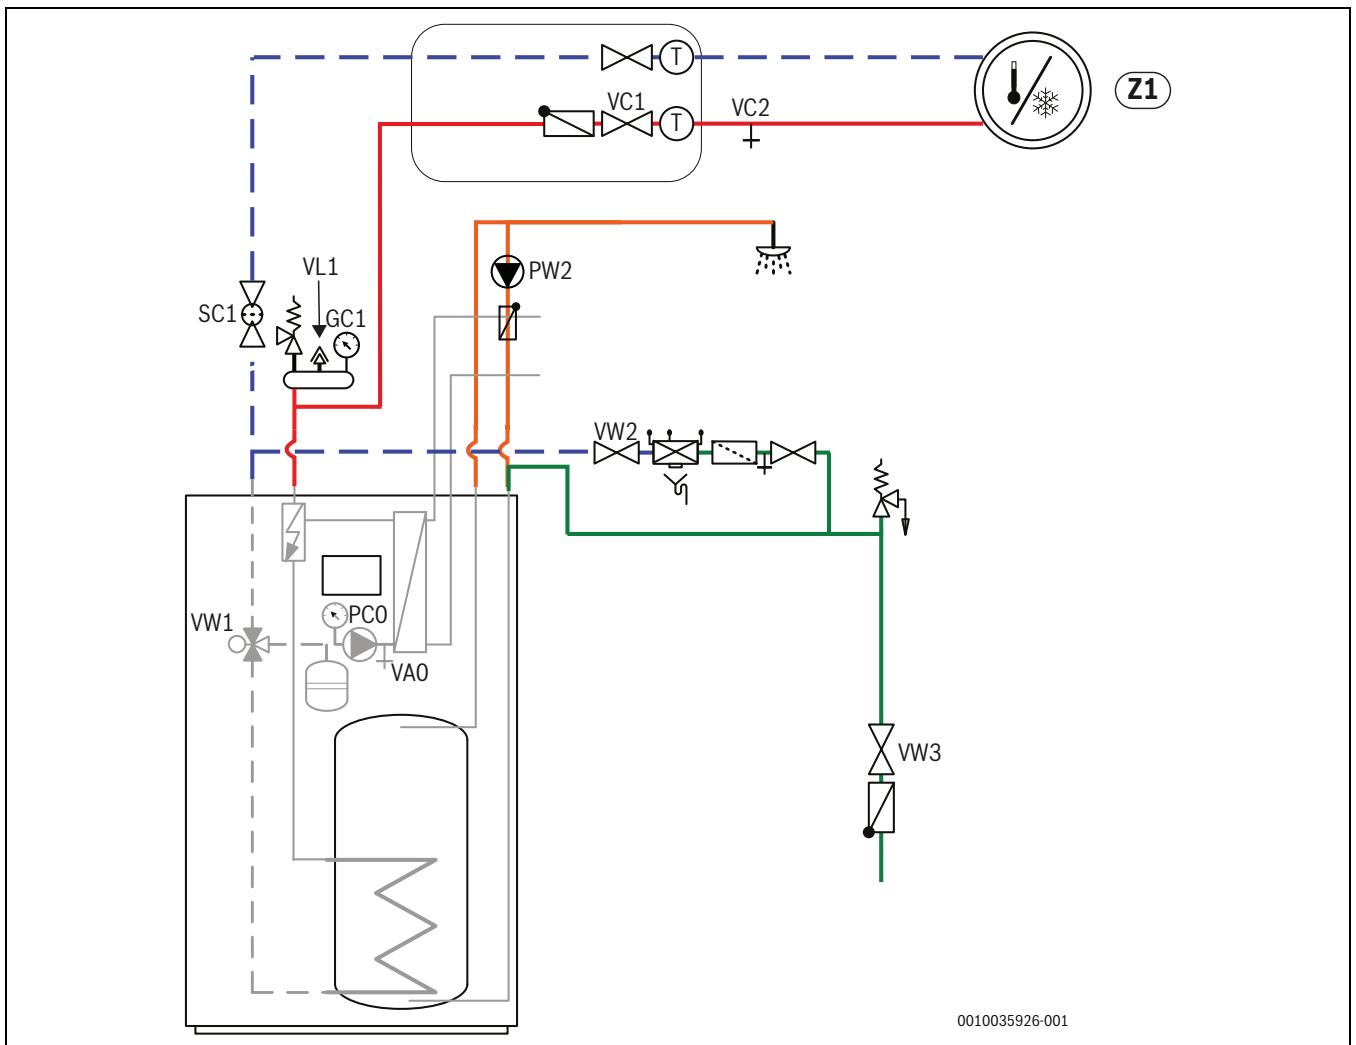 T
Z1
VC1
T
VC2
VL1
PW2
SC1
GC1
VW2
VW1
PC0
VA0
VW3
0010035926-001